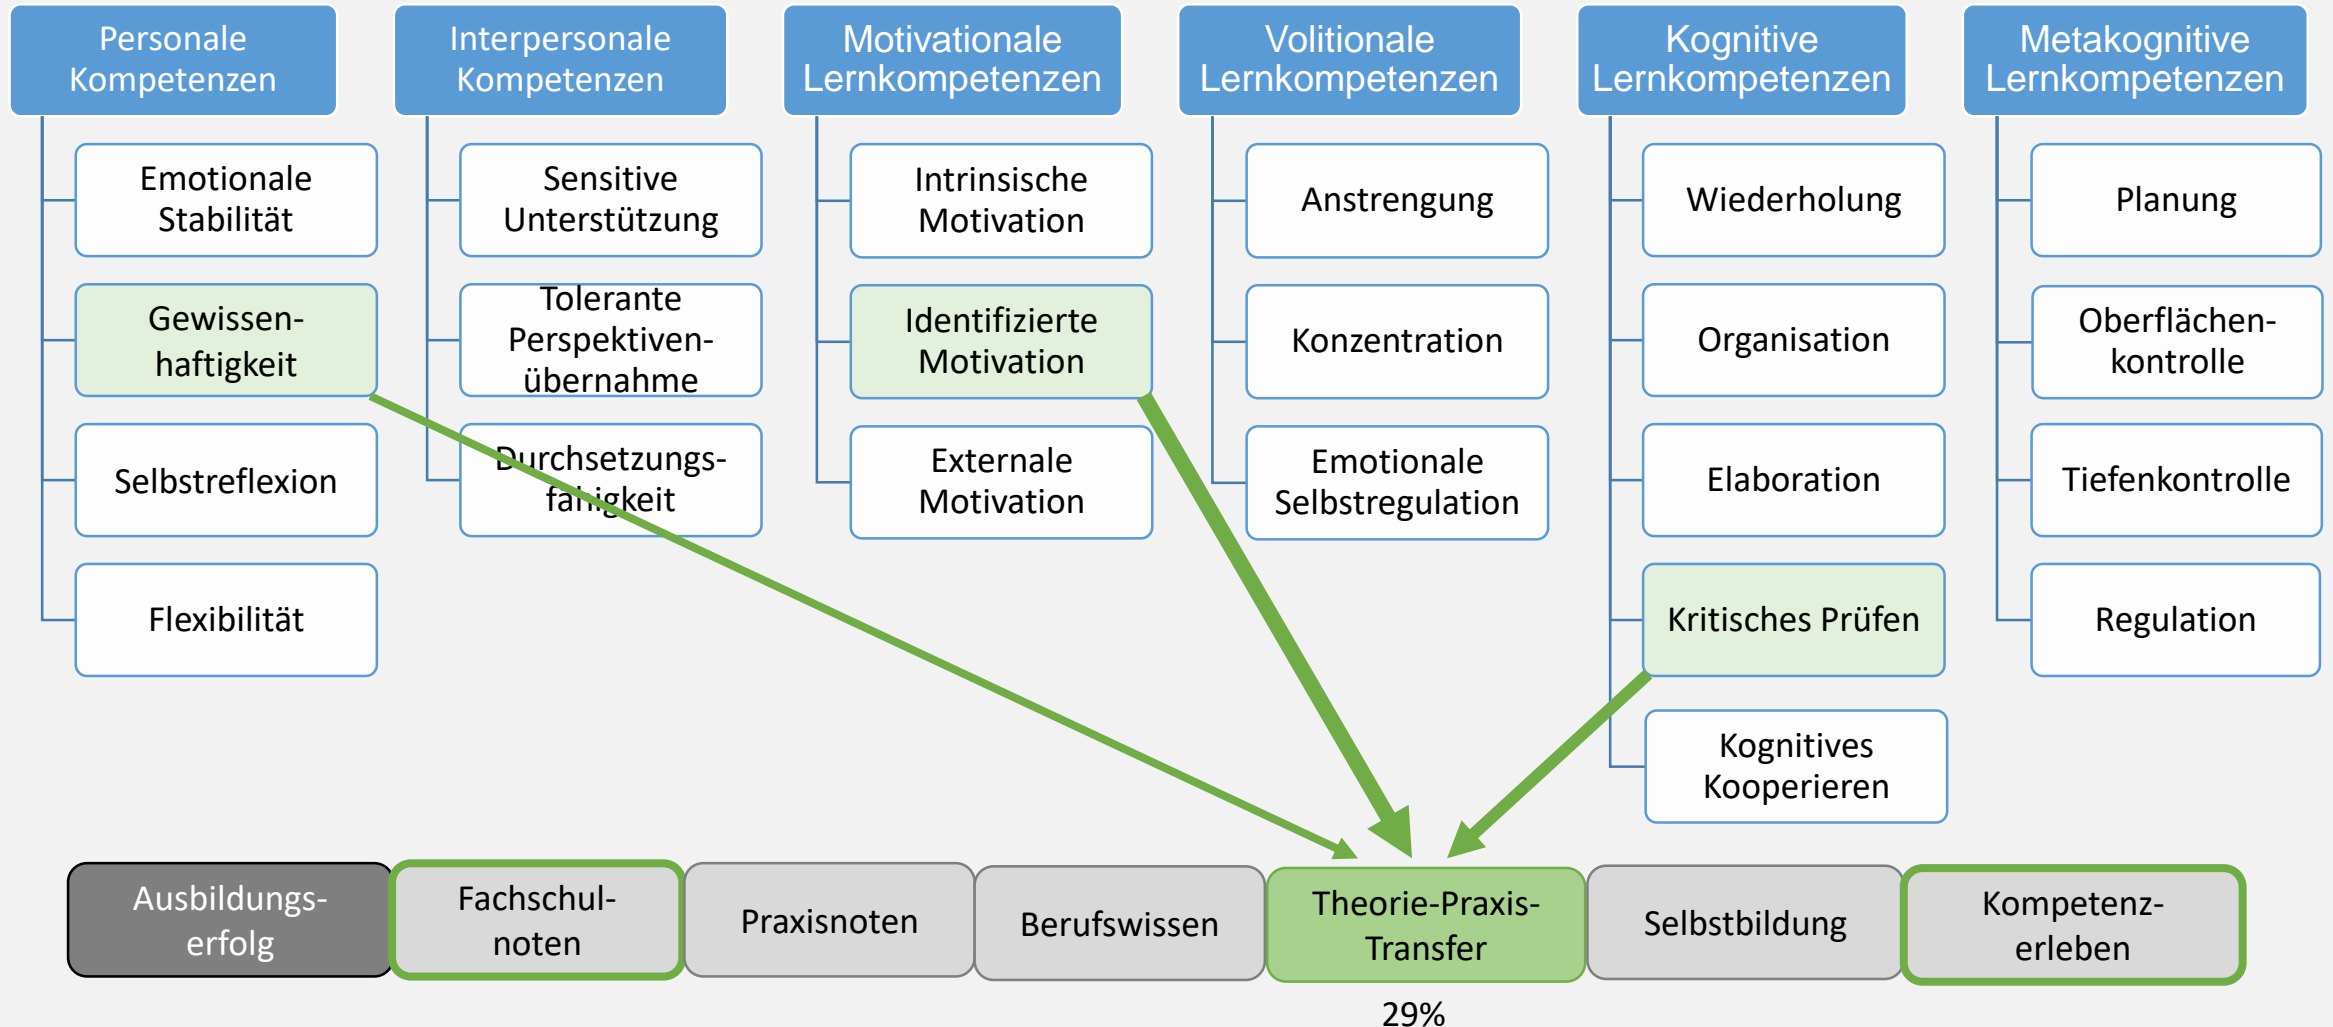 Personale
Kompetenzen
Emotionale
Stabilität
Gewissen-
haftigkeit
Selbstreflexion
Flexibilität
Interpersonale
Kompetenzen
Sensitive
Unterstützung
Tolerante
Perspektiven-
übernahme
Durchsetzungs-
fähigkeit
Motivationale
Lernkompetenzen
Intrinsische
Motivation
Identifizierte
Motivation
Externale
Motivation
Volitionale
Lernkompetenzen
Anstrengung
Konzentration
Emotionale
Selbstregulation
Kognitive
Lernkompetenzen
Wiederholung
Organisation
Elaboration
Kritisches Prüfen
Kognitives
Kooperieren
Metakognitive
Lernkompetenzen
Planung
Oberflächen-
kontrolle
Tiefenkontrolle
Regulation
Ausbildungs-
erfolg
Fachschul-
noten
Praxisnoten
Berufswissen
Theorie-Praxis-
Transfer
Selbstbildung
Kompetenz-
erleben
29%